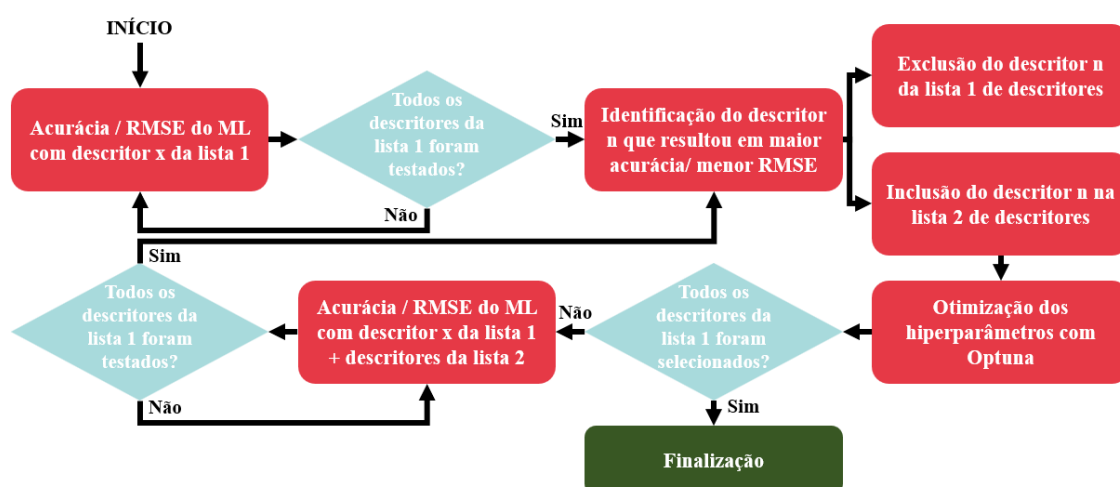 INÍCIO
Acurácia / RMSE do ML
com descritor x da lista 1
Todos os
descritores da
lista 1 foram
testados?
Sim
Não
Identificação do descritor
n que resultou em maior
acurácia/ menor RMSE
Exclusão do descritor n
da lista 1 de descritores
Inclusão do descritor n na
lista 2 de descritores
Otimização dos
hiperparâmetros com
Optuna
Todos os
descritores da
lista 1 foram
selecionados?
Não
Sim
Acurácia / RMSE do ML
com descritor x da lista 1
+ descritores da lista 2
Todos os
descritores da
lista 1 foram
testados?
Sim
Não
Finalização